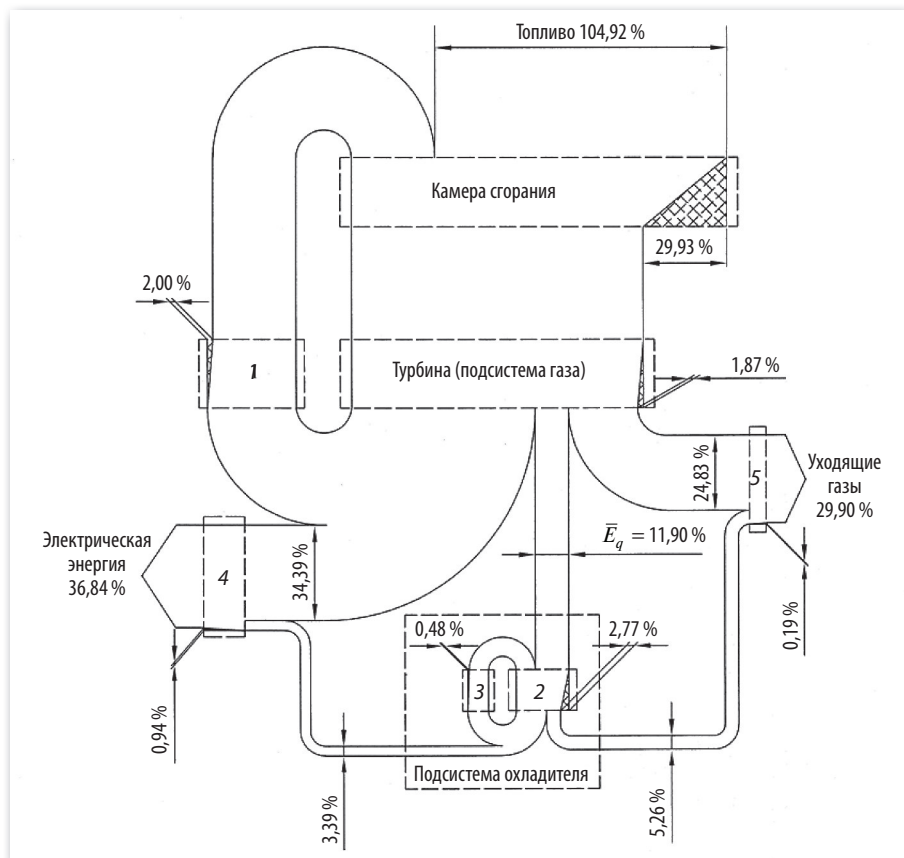 Топливо 104,92 %
Камера сгорания
29,93 %
2,00 %
1
Турбина (подсистема газа)
1,87 %
24,83 %
5
Уходящие
газы
29,90 %
Электрическая
энергия
36,84 %
4
34,39 %
E̅q = 11,90 %
0,48 %
2,77 %
0,19 %
3
2
0,94 %
Подсистема охладителя
3,39 %
5,26 %